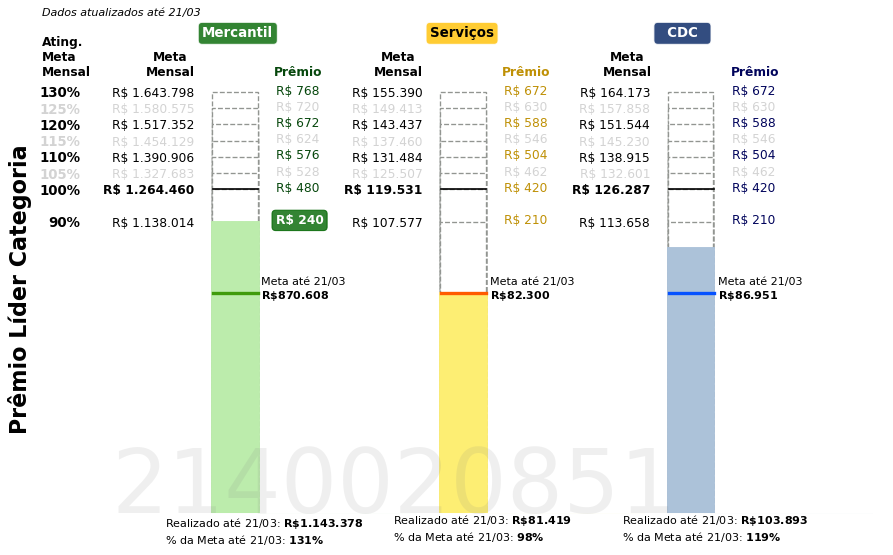 Dados atualizados até 21/03
Mercantil Serviços CDC
Ating. Meta Mensal Meta Mensal Prêmio Meta Mensal Prêmio Meta Mensal Prêmio
130% R$ 1.643.798 R$ 768 R$ 155.390 R$ 672 R$ 164.173 R$ 672
125% R$ 1.580.575 R$ 720 R$ 149.413 R$ 630 R$ 157.858 R$ 630
120% R$ 1.517.352 R$ 672 R$ 143.437 R$ 588 R$ 151.544 R$ 588
115% R$ 1.454.129 R$ 624 R$ 137.460 R$ 546 R$ 145.230 R$ 546
110% R$ 1.390.906 R$ 576 R$ 131.484 R$ 504 R$ 138.915 R$ 504
105% R$ 1.327.683 R$ 528 R$ 125.507 R$ 462 R$ 132.601 R$ 462
100% R$ 1.264.460 R$ 480 R$ 119.531 R$ 420 R$ 126.287 R$ 420
90% R$ 1.138.014 R$ 240 R$ 107.577 R$ 210 R$ 113.658 R$ 210
Meta até 21/03 Meta até 21/03 Meta até 21/03
R$870.608 R$82.300 R$86.951
Prêmio Líder Categoria
2140020851
Realizado até 21/03: R$1.143.378 Realizado até 21/03: R$81.419 Realizado até 21/03: R$103.893
% da Meta até 21/03: 131% % da Meta até 21/03: 98% % da Meta até 21/03: 119%